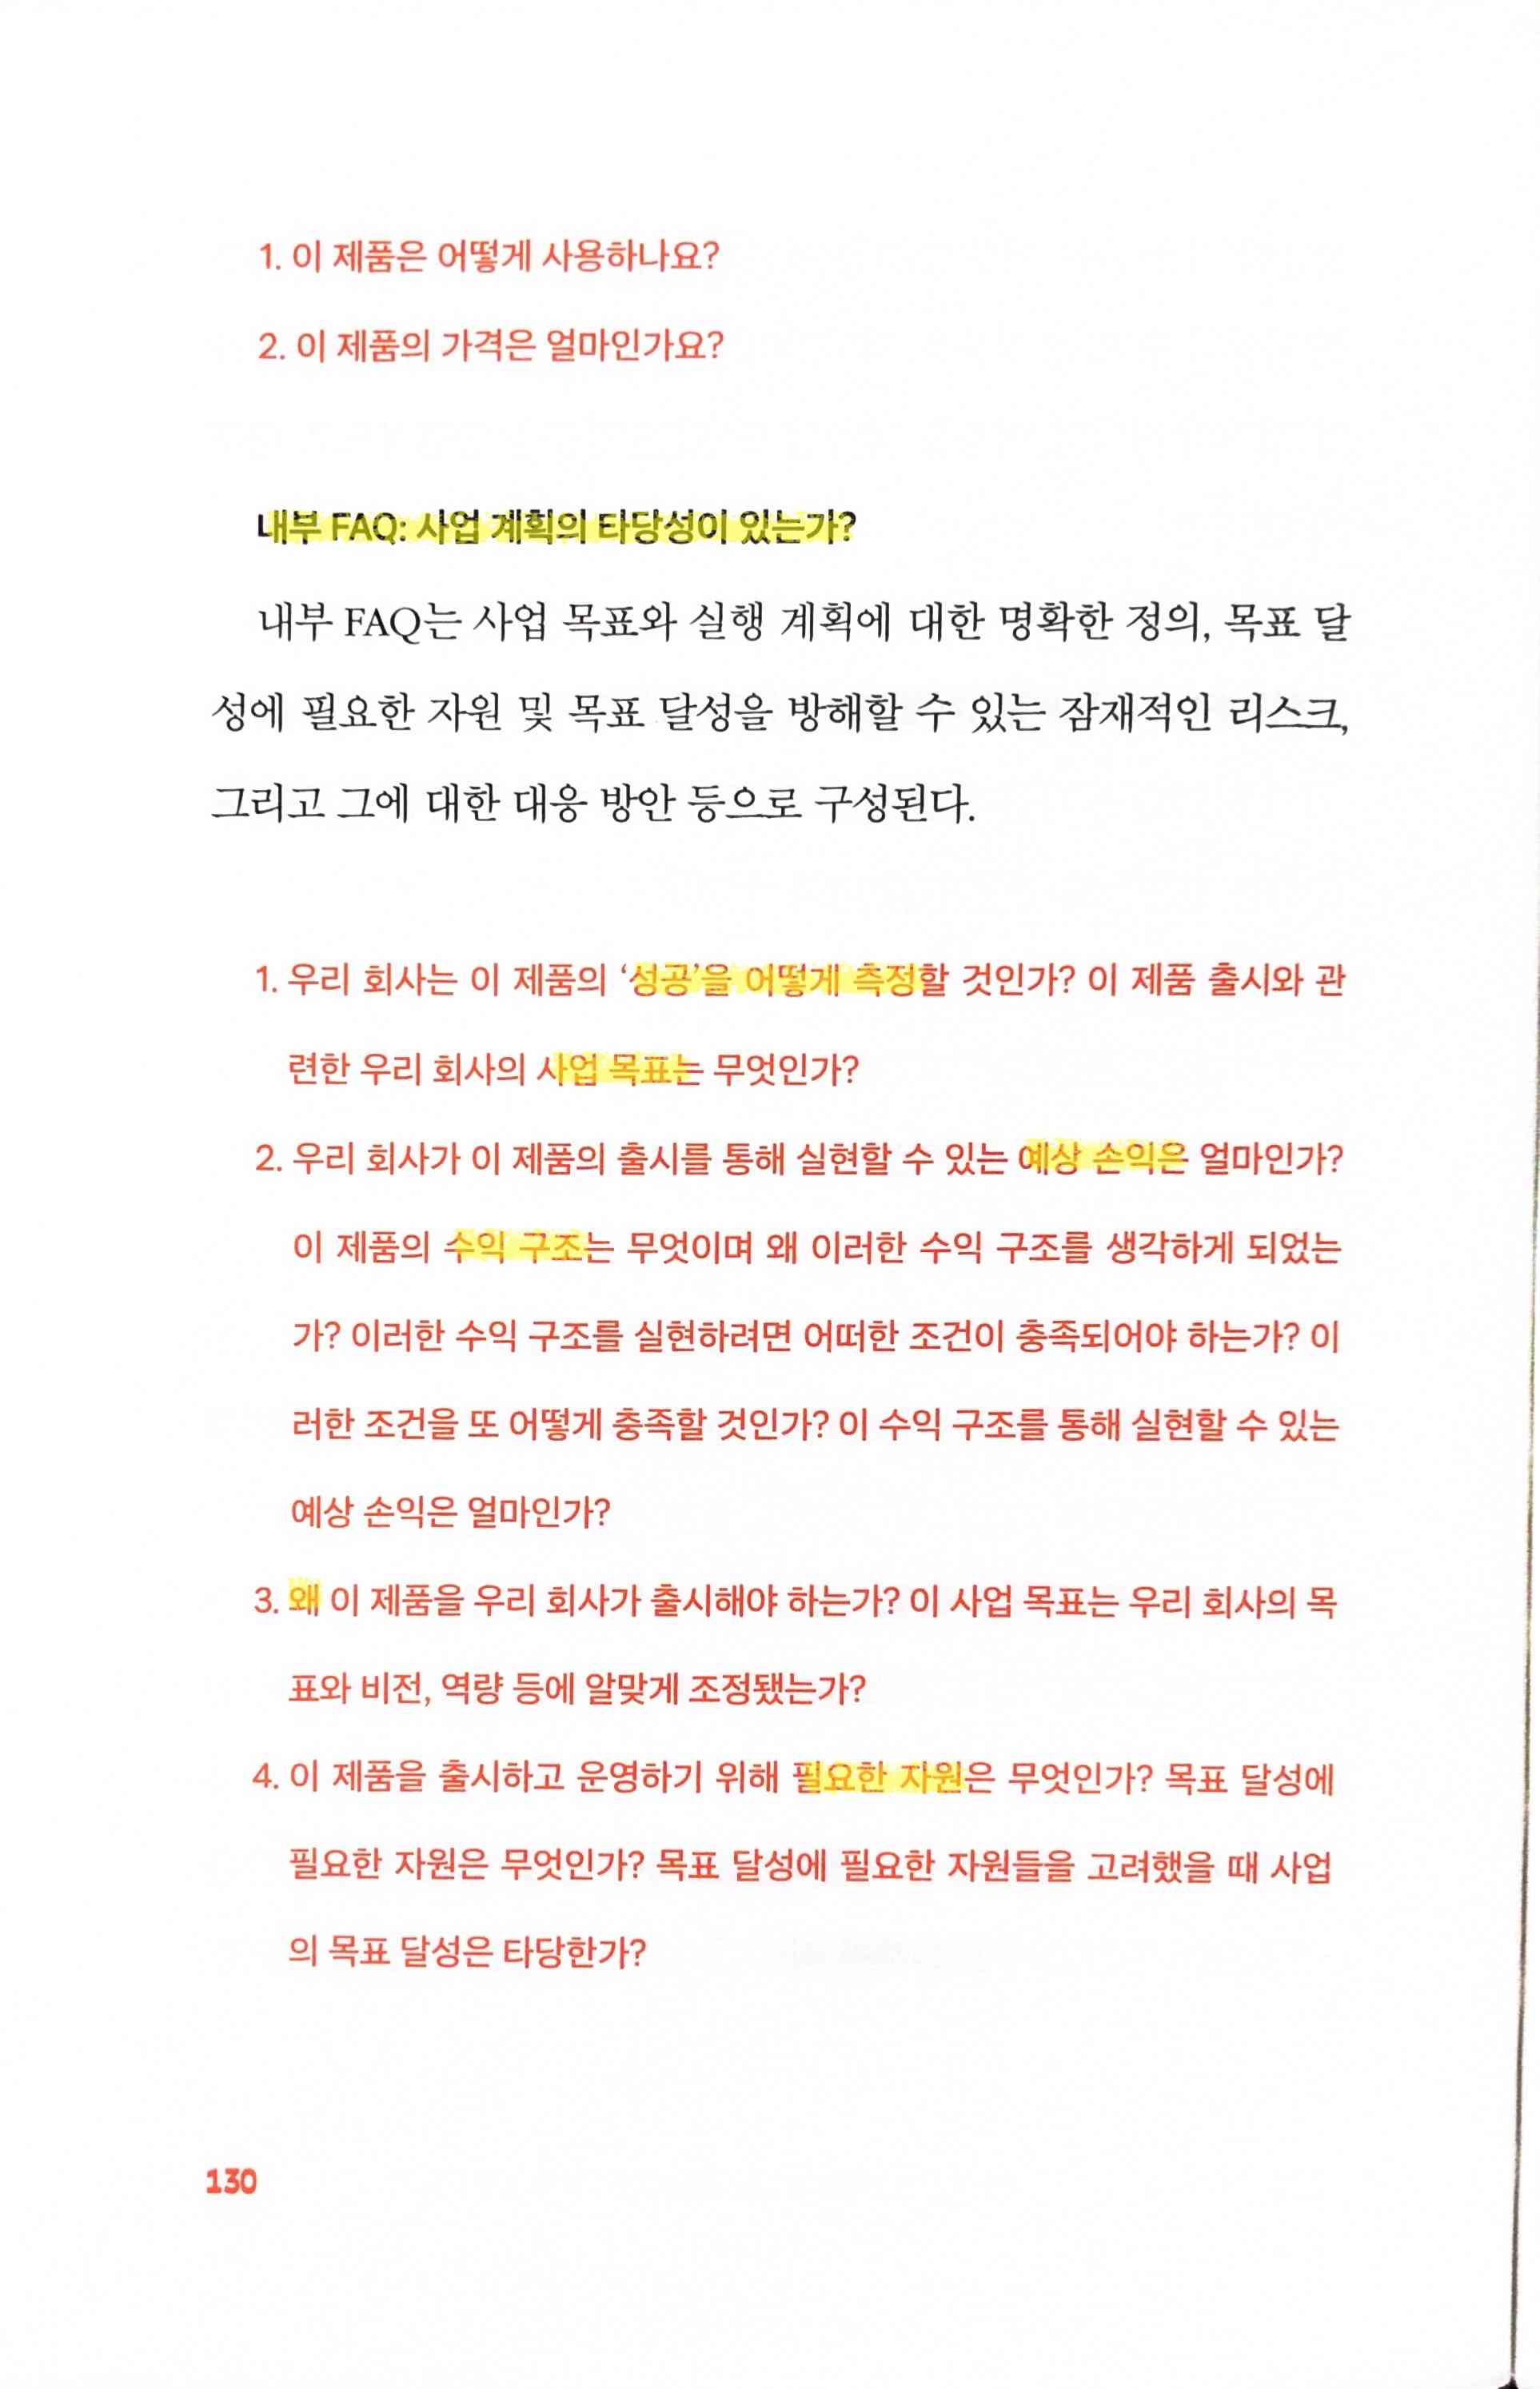 1. 이 제품은 어떻게 사용하나요?
2. 이 제품의 가격은 얼마인가요?
내부 FAQ: 사업 계획의 타당성이 있는가?
내부 FAQ는 사업 목표와 실행 계획에 대한 명확한 정의, 목표 달
성에 필요한 자원 및 목표 달성을 방해할 수 있는 잠재적인 리스크,
그리고 그에 대한 대응 방안 등으로 구성된다.
1. 우리 회사는 이 제품의 ‘성공’을 어떻게 측정할 것인가? 이 제품 출시와 관
련한 우리 회사의 사업 목표는 무엇인가?
2. 우리 회사가 이 제품의 출시를 통해 실현할 수 있는 예상 손익은 얼마인가?
이 제품의 수익 구조는 무엇이며 왜 이러한 수익 구조를 생각하게 되었는
가? 이러한 수익 구조를 실현하려면 어떠한 조건이 충족되어야 하는가? 이
러한 조건을 또 어떻게 충족할 것인가? 이 수익 구조를 통해 실현할 수 있는
예상 손익은 얼마인가?
3. 왜 이 제품을 우리 회사가 출시해야 하는가? 이 사업 목표는 우리 회사의 목
표와 비전, 역량 등에 알맞게 조정됐는가?
4. 이 제품을 출시하고 운영하기 위해 필요한 자원은 무엇인가? 목표 달성에
필요한 자원은 무엇인가? 목표 달성에 필요한 자원들을 고려했을 때 사업
의 목표 달성은 타당한가?
130